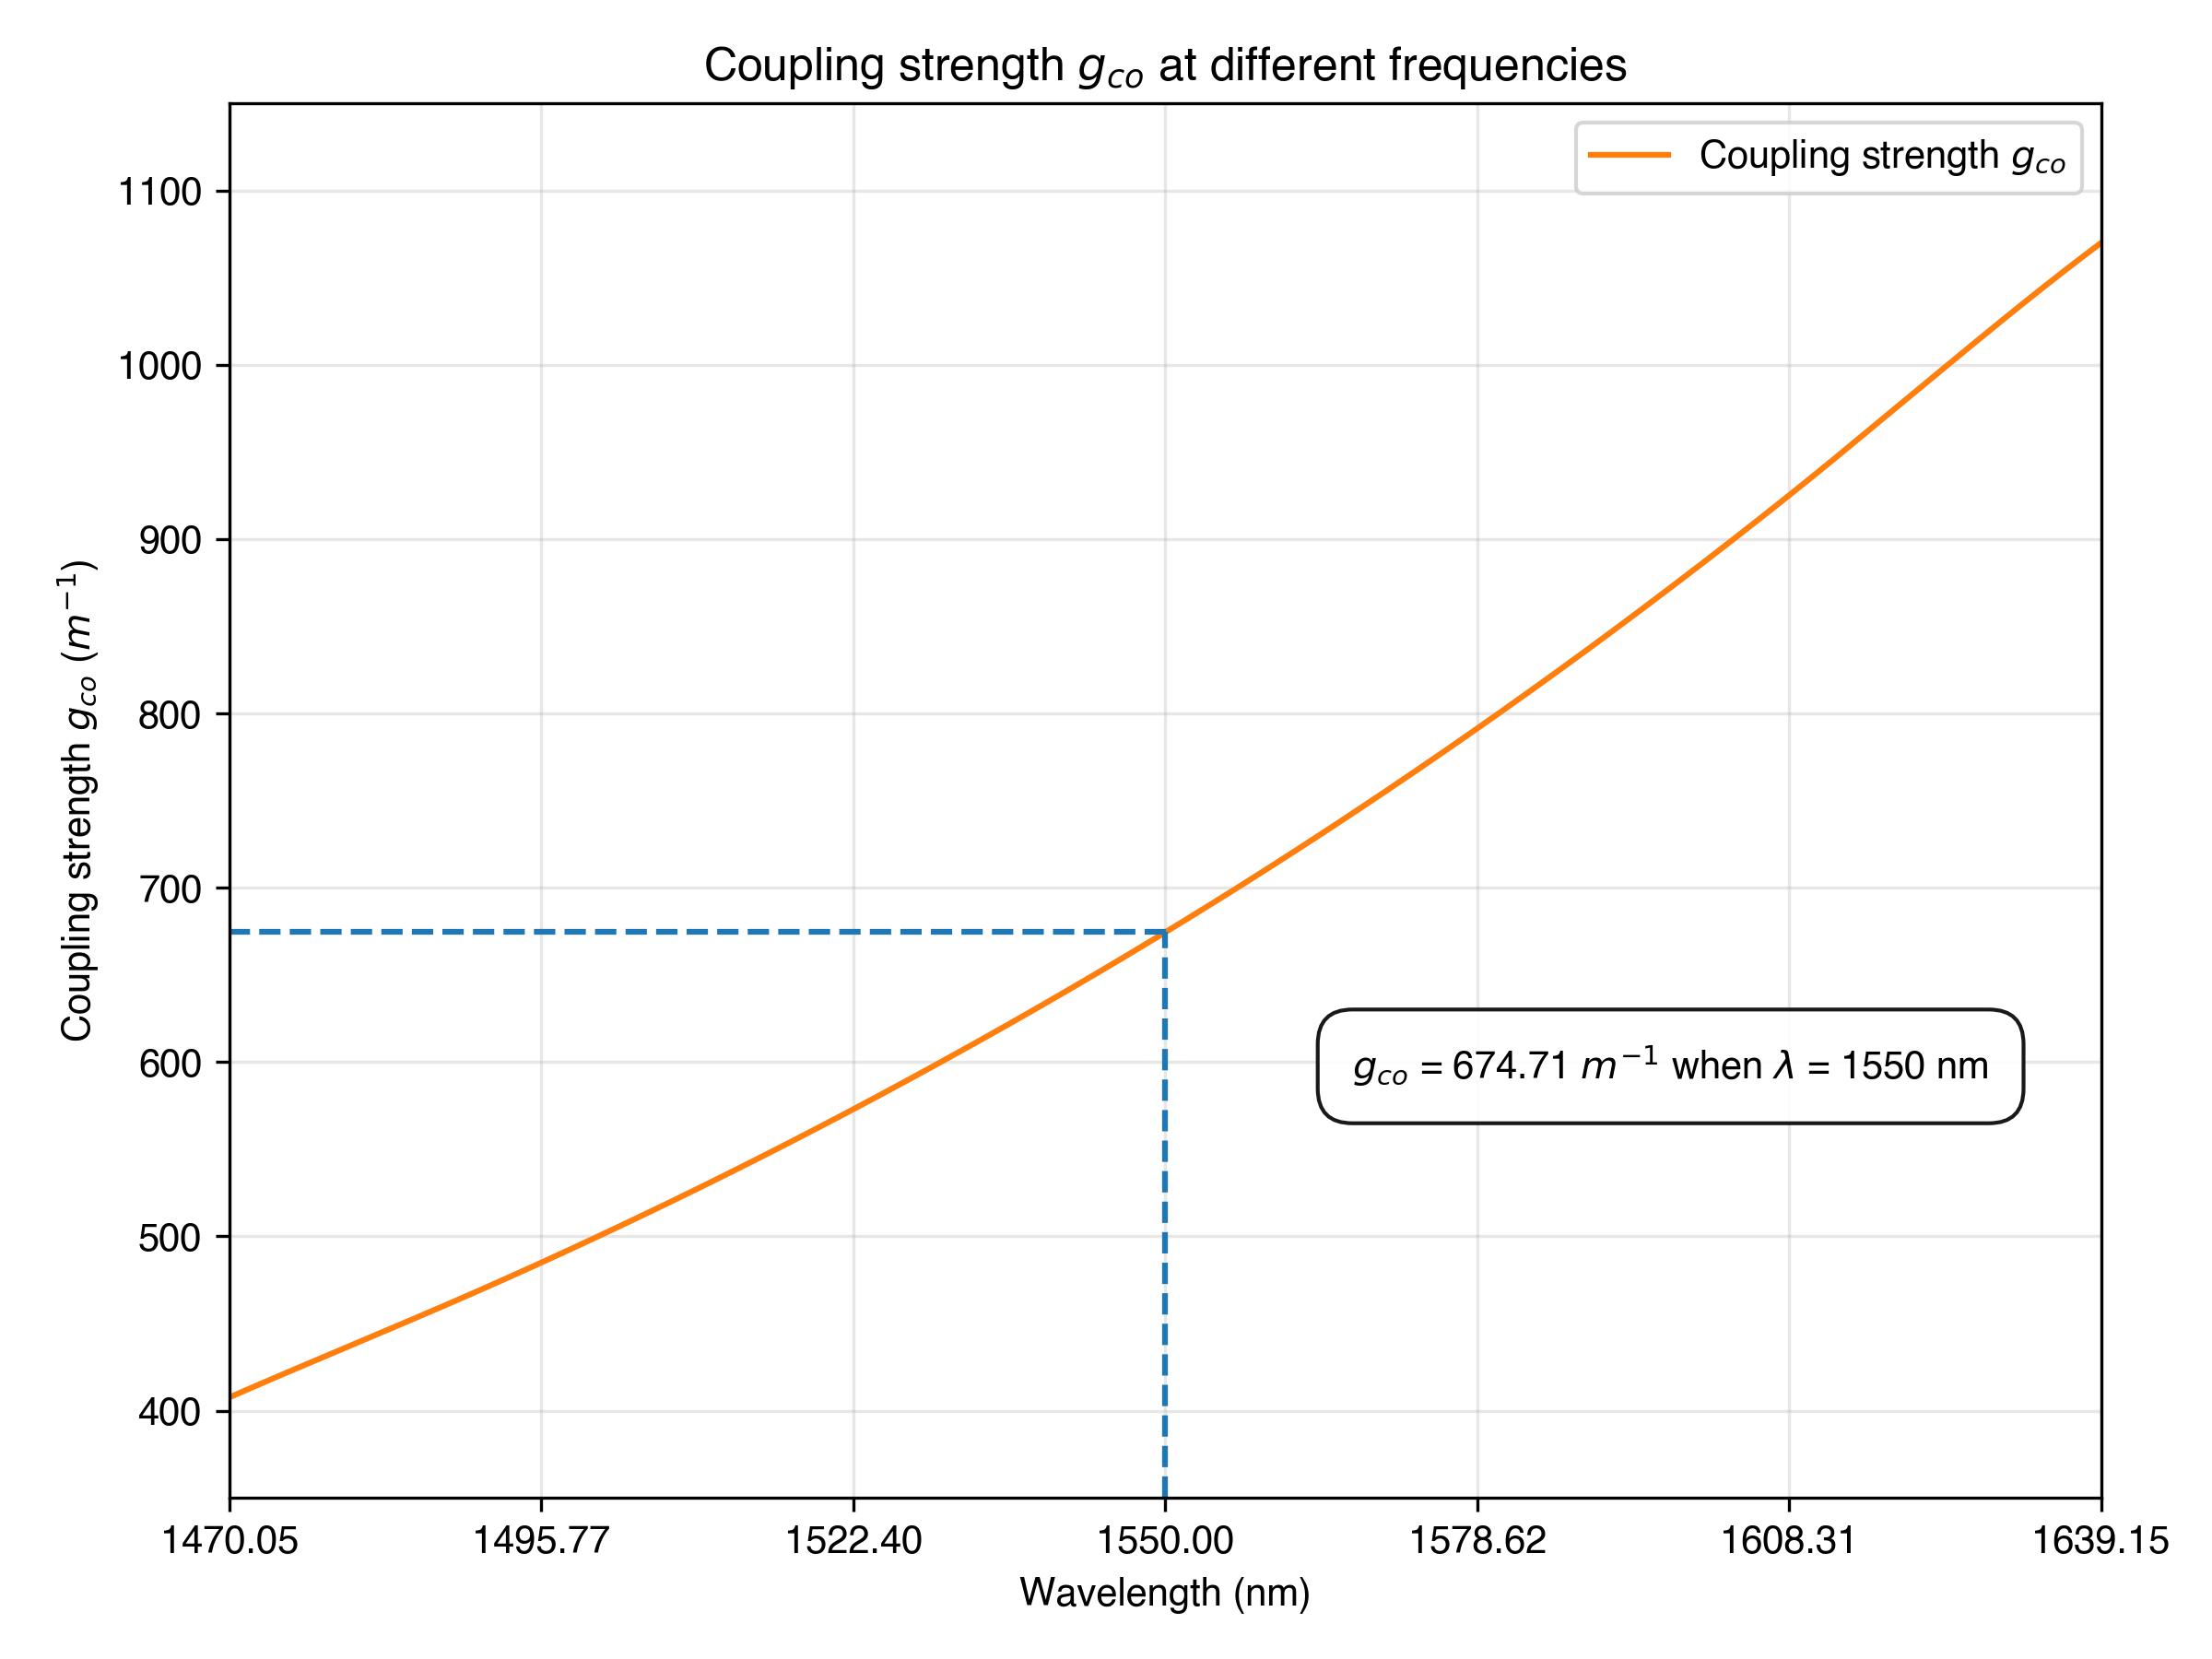 Coupling strength g_co at different frequencies
Coupling strength g_co
1100
1000
900
800
700
600
500
400
Coupling strength g_co (m⁻¹)
g_co = 674.71 m⁻¹ when λ = 1550 nm
1470.05 1495.77 1522.40 1550.00 1578.62 1608.31 1639.15
Wavelength (nm)